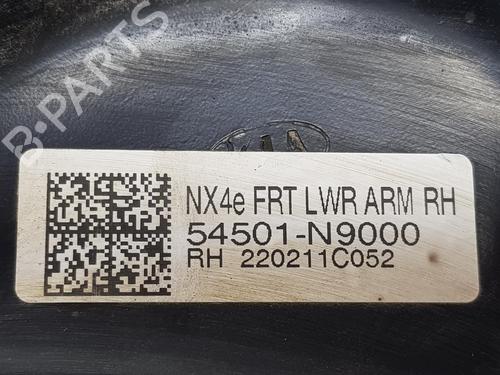 B-PARTS
NX4e FRT LWR ARM RH
54501-N9000
RH 220211C052